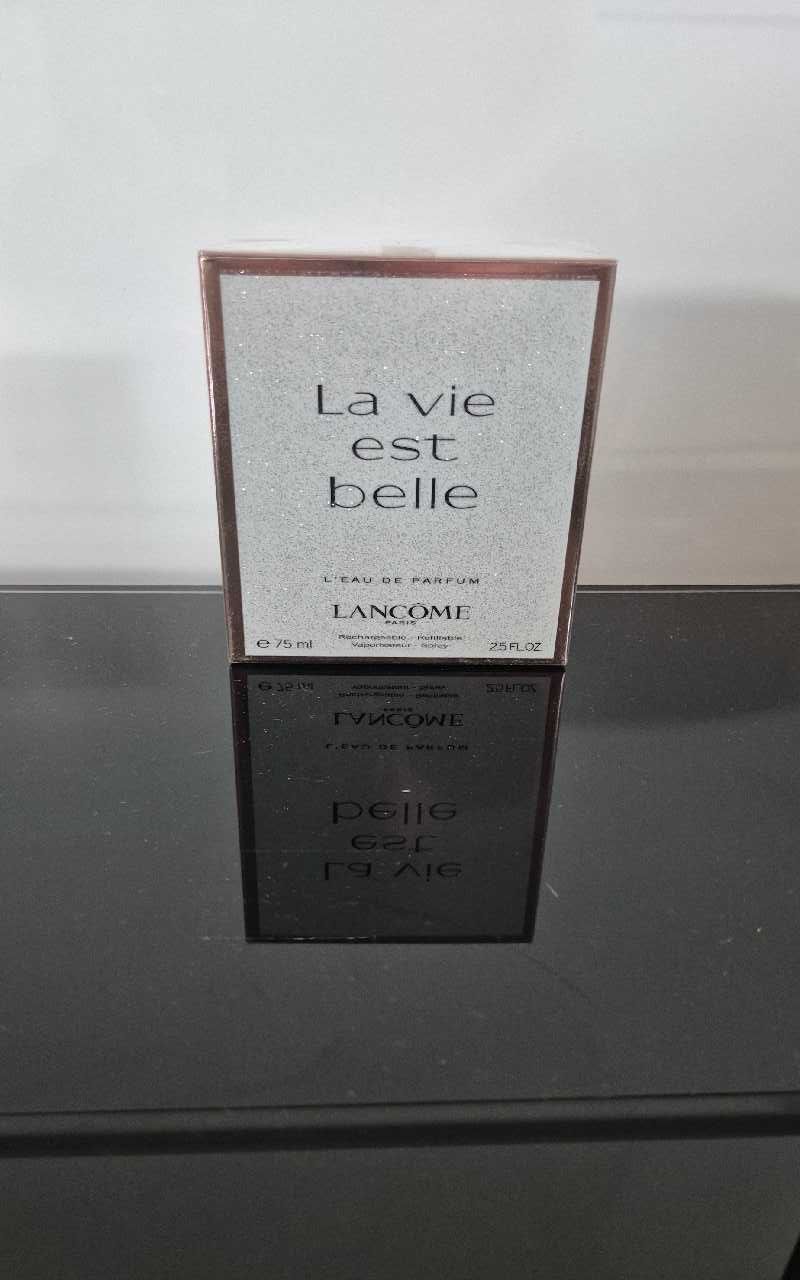 La vie
est
belle
L'EAU DE PARFUM
LANCÔME
PARIS
Rechargeable - Refillable
Vaporisateur - Spray
e 75 ml
2.5 FL.OZ